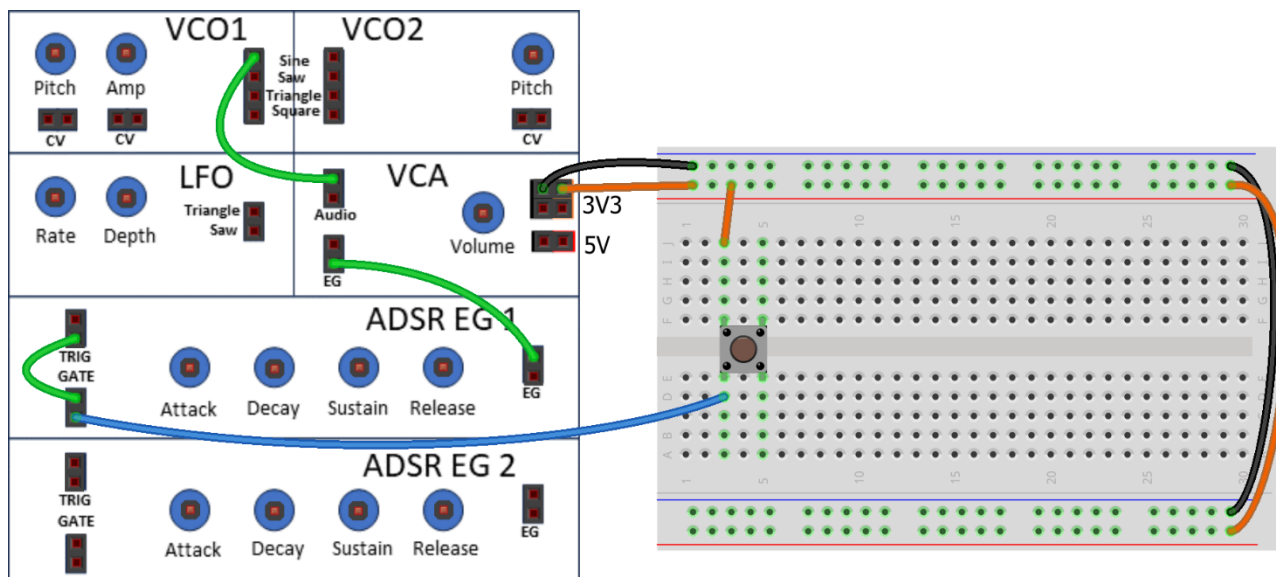 VCO1
VCO2
Pitch
Amp
Sine
Saw
Triangle
Square
Pitch
CV
CV
CV
LFO
VCA
Rate
Depth
Triangle
Saw
Audio
EG
Volume
3V3
5V
ADSR EG 1
TRIG
GATE
Attack
Decay
Sustain
Release
EG
ADSR EG 2
TRIG
GATE
Attack
Decay
Sustain
Release
EG
1
5
10
15
20
25
30
J
I
H
G
F
E
D
C
B
A
J
I
H
G
F
E
D
C
B
A
1
5
10
15
20
25
30